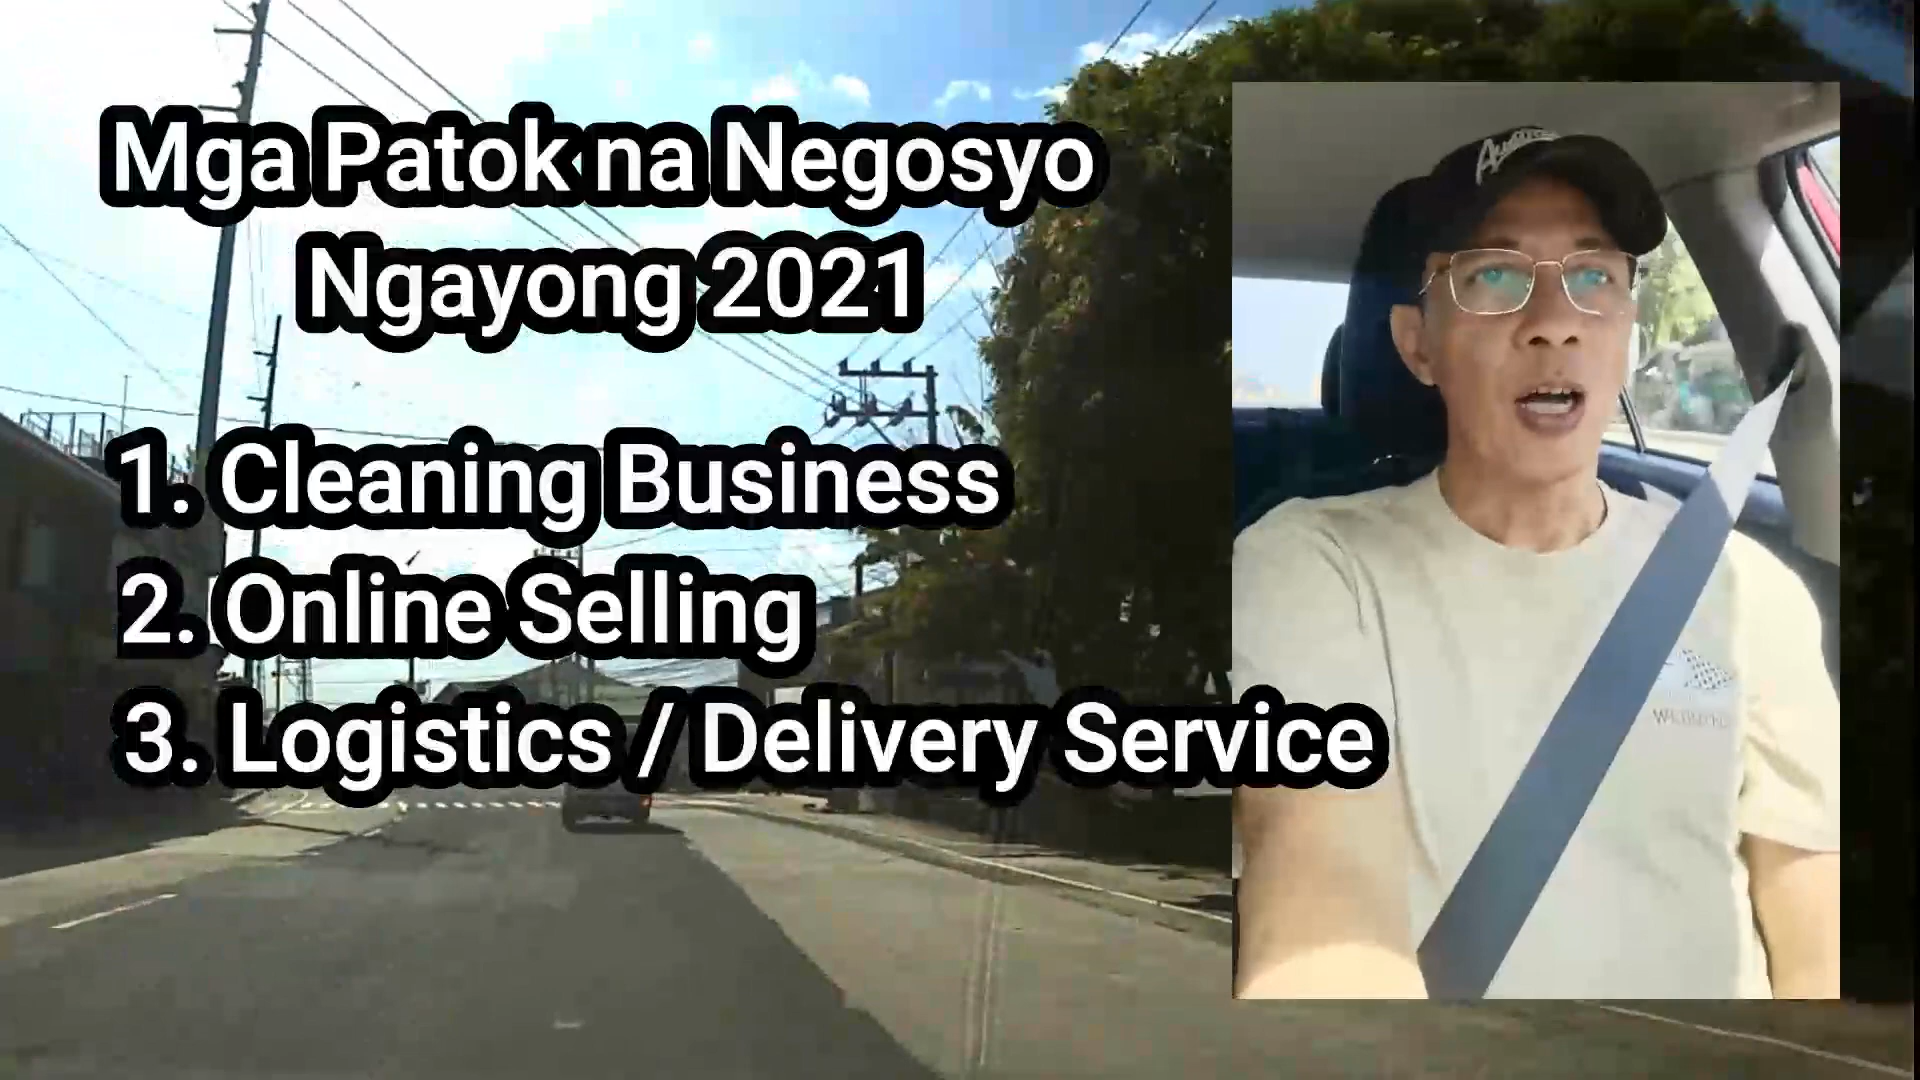 Mga Patok na Negosyo
Ngayong 2021
1. Cleaning Business
2. Online Selling
3. Logistics / Delivery Service